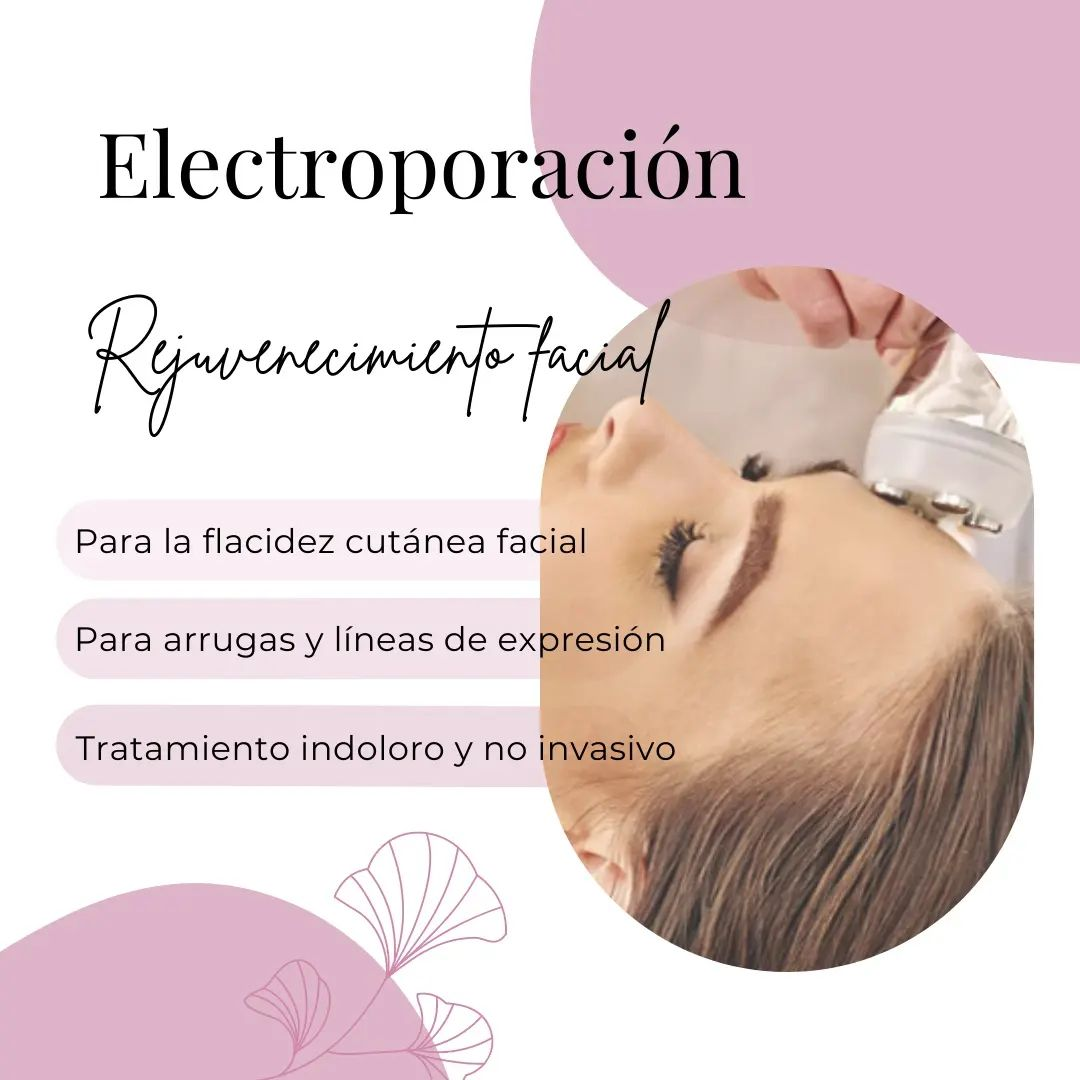 Electroporación
Rejuvenecimiento facial
Para la flacidez cutánea facial
Para arrugas y líneas de expresión
Tratamiento indoloro y no invasivo